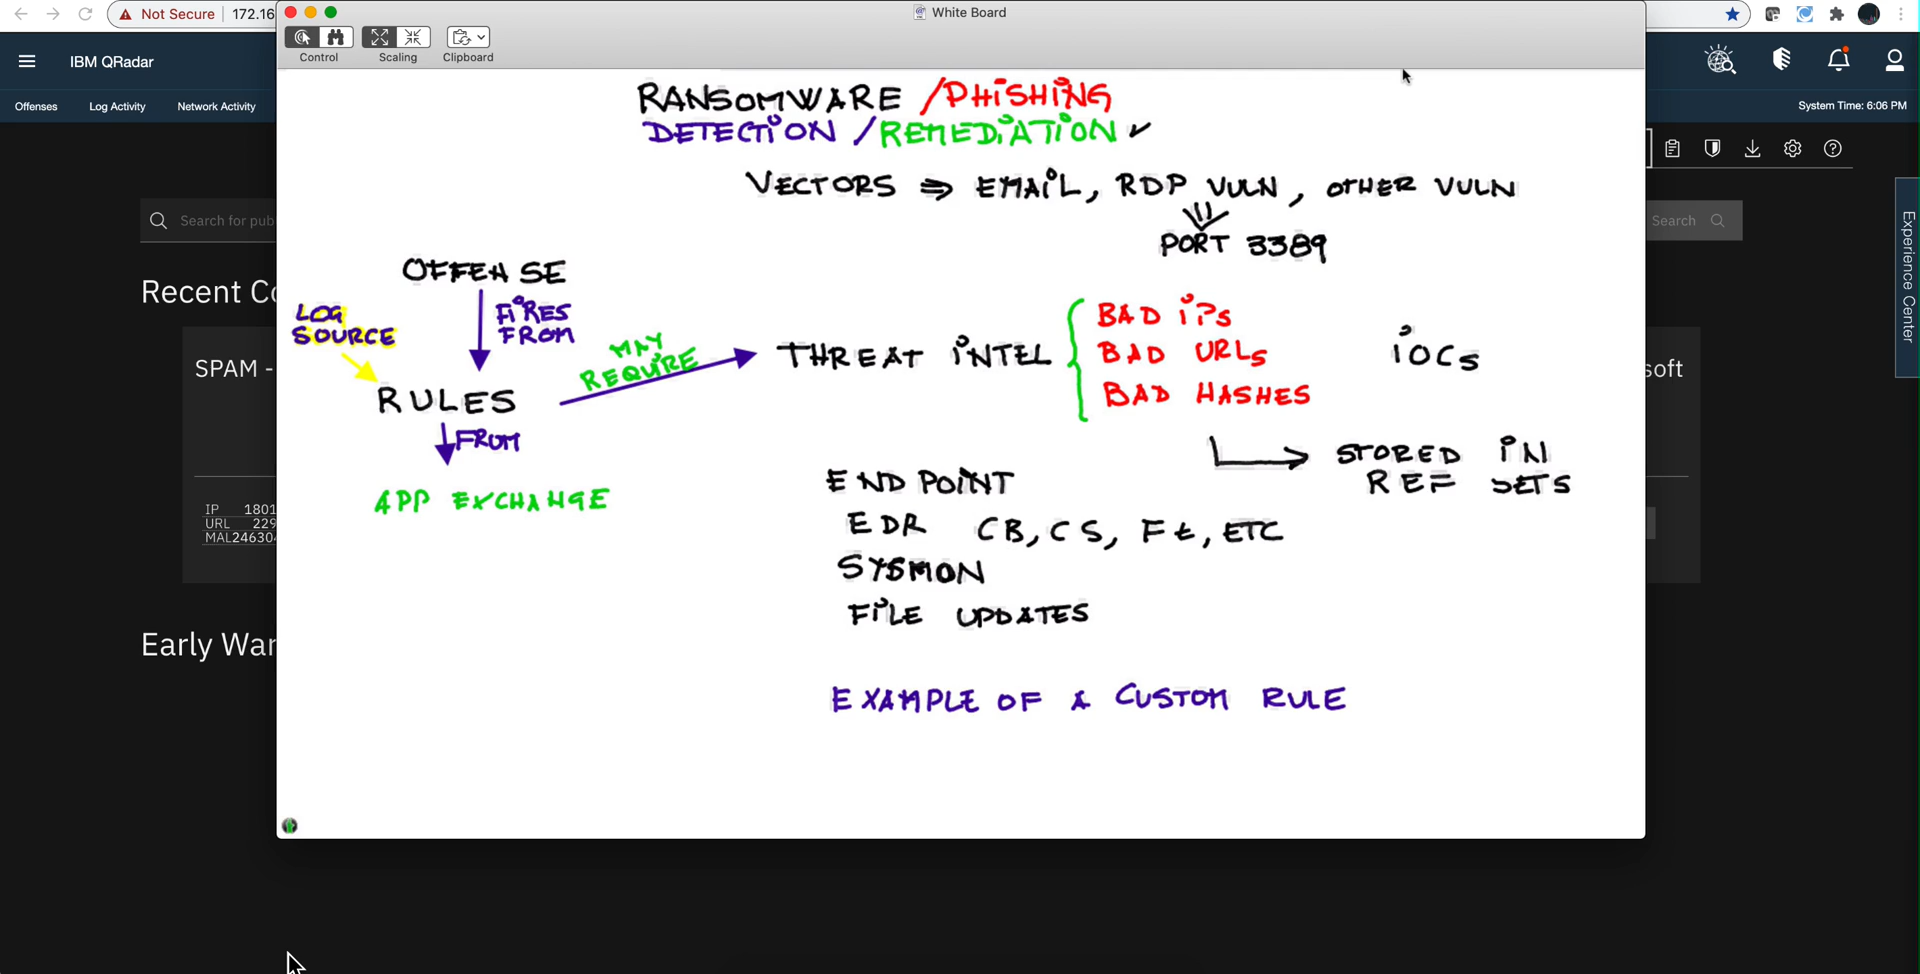 Not Secure
172.16
White Board
Control
Scaling
Clipboard
IBM QRadar
Offenses
Log Activity
Network Activity
System Time: 6:06 PM
Search for pub
Search
Recent Co
SPAM -
soft
IP 1801
URL 229
MAL24630
Early War
Experience Center
RANSOMWARE /PHISHING
DETECTION /REMEDIATION ✓
VECTORS ⇒ EMAIL, RDP VULN, OTHER VULN
PORT 3389
OFFENSE
LOG
SOURCE
FIRES
FROM
MAY
REQUIRE
RULES
FROM
APP EXCHANGE
THREAT INTEL
BAD IPS
BAD URLS
BAD HASHES
IOCS
STORED IN
REF SETS
END POINT
EDR CB, CS, Ft, ETC
SYSMON
FILE UPDATES
EXAMPLE OF A CUSTOM RULE